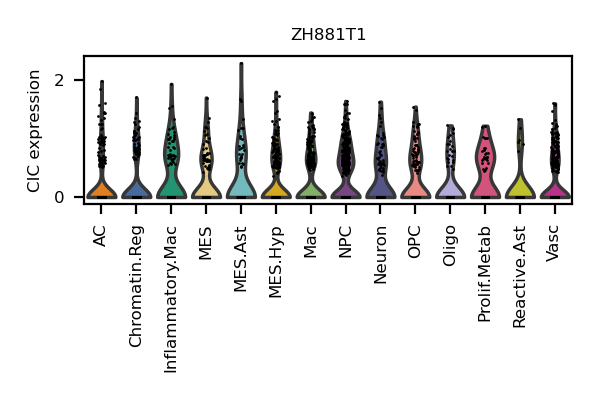 ZH881T1
CIC expression
2
0
AC
Chromatin.Reg
Inflammatory.Mac
MES
MES.Ast
MES.Hyp
Mac
NPC
Neuron
OPC
Oligo
Prolif.Metab
Reactive.Ast
Vasc